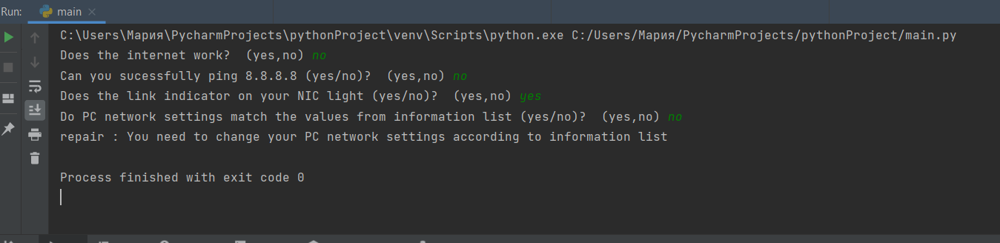 Run: main
C:\Users\Мария\PycharmProjects\pythonProject\venv\Scripts\python.exe C:/Users/Мария/PycharmProjects/pythonProject/main.py
Does the internet work?  (yes,no) no
Can you sucessfully ping 8.8.8.8 (yes/no)?  (yes,no) no
Does the link indicator on your NIC light (yes/no)?  (yes,no) yes
Do PC network settings match the values from information list (yes/no)?  (yes,no) no
repair : You need to change your PC network settings according to information list
Process finished with exit code 0